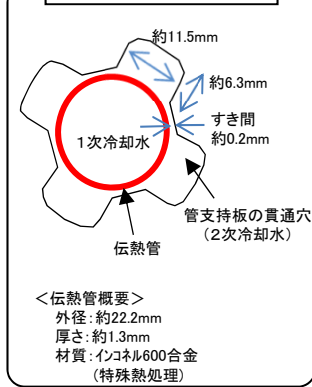 約11.5mm
約6.3mm
すき間
約0.2mm
1次冷却水
管支持板の貫通穴
(2次冷却水)
伝熱管
＜伝熱管概要＞
外径：約22.2mm
厚さ：約1.3mm
材質：インコネル600合金
(特殊熱処理)